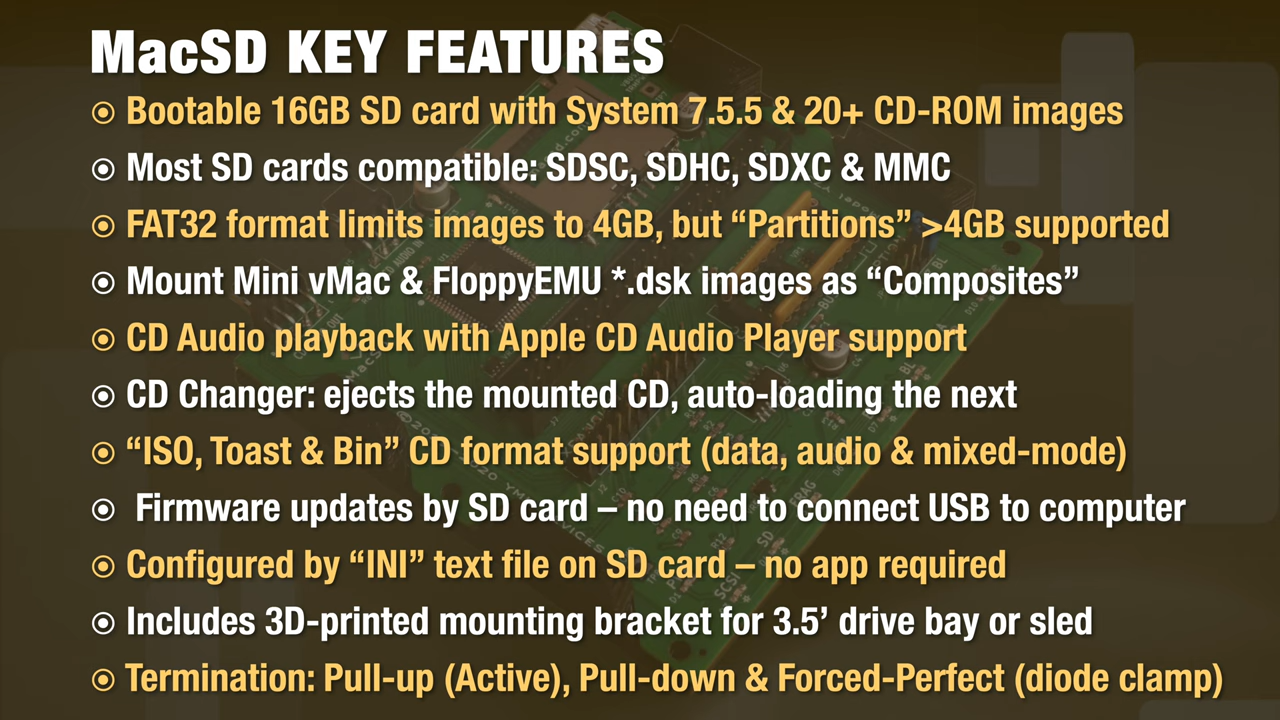 MacSD KEY FEATURES
Bootable 16GB SD card with System 7.5.5 & 20+ CD-ROM images
Most SD cards compatible: SDSC, SDHC, SDXC & MMC
FAT32 format limits images to 4GB, but “Partitions” >4GB supported
Mount Mini vMac & FloppyEMU *.dsk images as “Composites”
CD Audio playback with Apple CD Audio Player support
CD Changer: ejects the mounted CD, auto-loading the next
“ISO, Toast & Bin” CD format support (data, audio & mixed-mode)
Firmware updates by SD card – no need to connect USB to computer
Configured by “INI” text file on SD card – no app required
Includes 3D-printed mounting bracket for 3.5’ drive bay or sled
Termination: Pull-up (Active), Pull-down & Forced-Perfect (diode clamp)